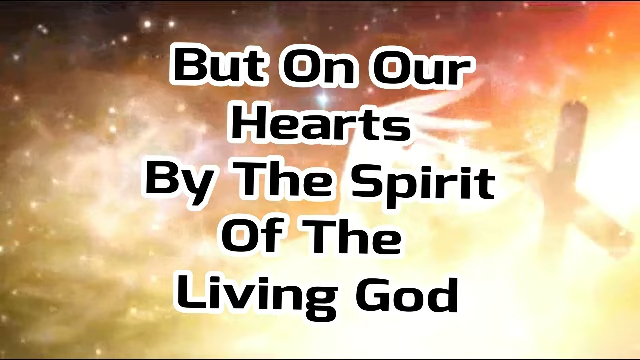 But On Our
Hearts
By The Spirit
Of The
Living God